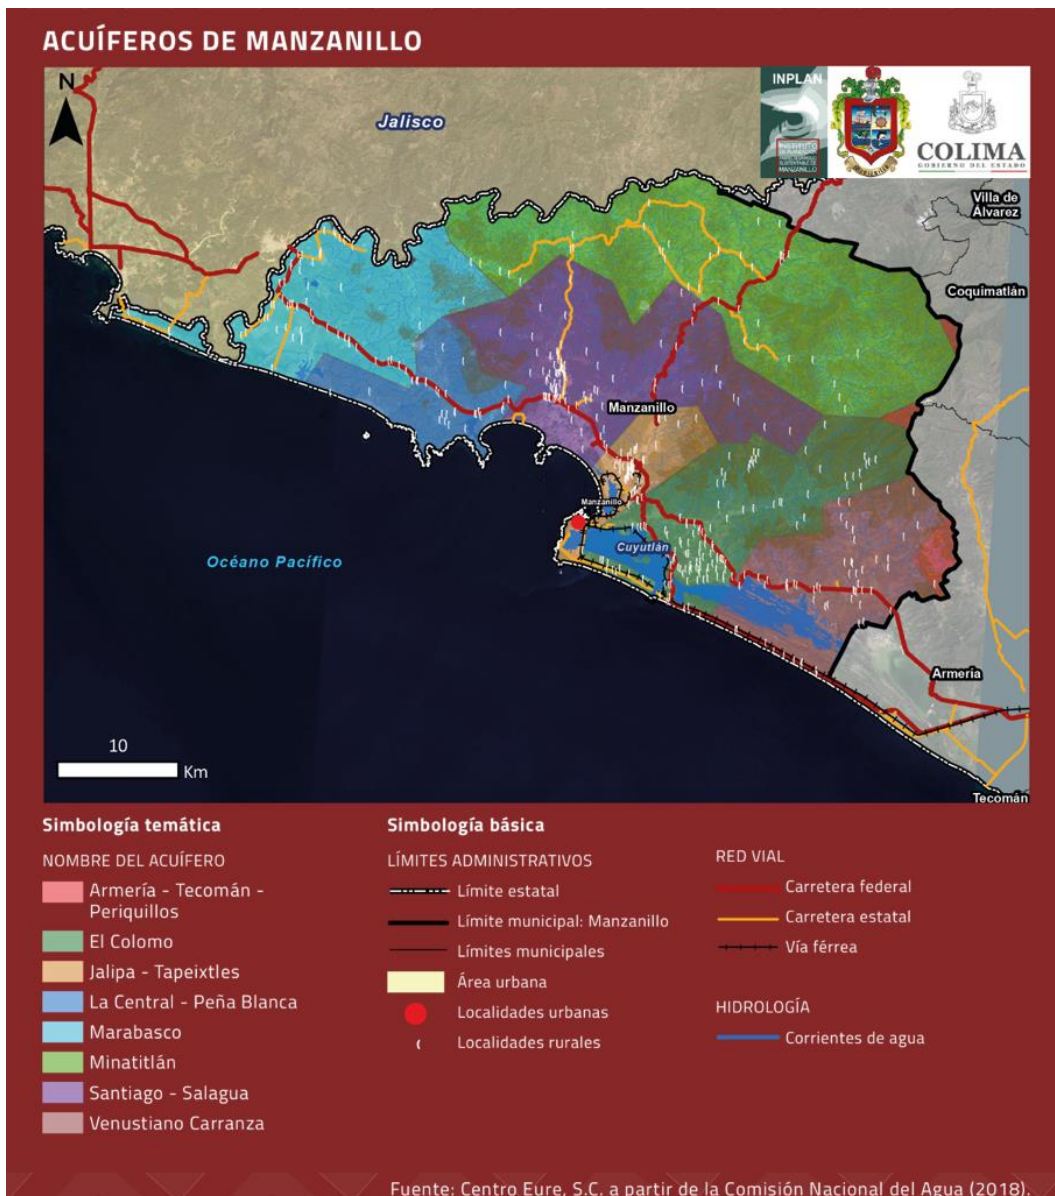 ACUÍFEROS DE MANZANILLO
N
Jalisco
INPLAN
COLIMA
GOBIERNO DEL ESTADO
Villa de
Álvarez
Coquimatlán
Manzanillo
Manzanillo
Cuyutlán
Océano Pacífico
Armería
Tecomán
10
Km
Simbología temática
NOMBRE DEL ACUÍFERO
Armería - Tecomán -
Periquillos
El Colomo
Jalipa - Tapeixtles
La Central - Peña Blanca
Marabasco
Minatitlán
Santiago - Salagua
Venustiano Carranza
Simbología básica
LÍMITES ADMINISTRATIVOS
Límite estatal
Límite municipal: Manzanillo
Límites municipales
Área urbana
Localidades urbanas
Localidades rurales
RED VIAL
Carretera federal
Carretera estatal
Vía férrea
HIDROLOGÍA
Corrientes de agua
Fuente: Centro Eure, S.C. a partir de la Comisión Nacional del Agua (2018).